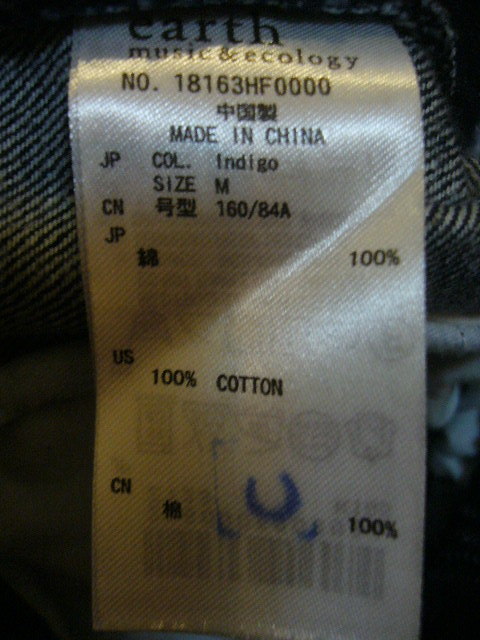 earth
music&ecology
NO. 18163HF0000
中国製
MADE IN CHINA
JP COL. Indigo
SIZE M
CN 号型 160/84A
JP
綿 100%
US
100% COTTON
CN
棉 100%